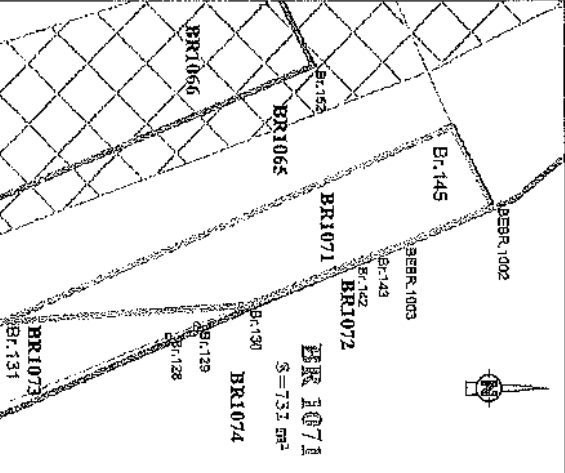 BR1066
Br.152
BR1065
Br.145
BEBR.1002
BR1071
BEBR.1003
Br.143
Br.142
BR1072
Br.130
Br.129
Br.128
BR1074
BR1073
Br.131
BR 1071
S=731 m²
N